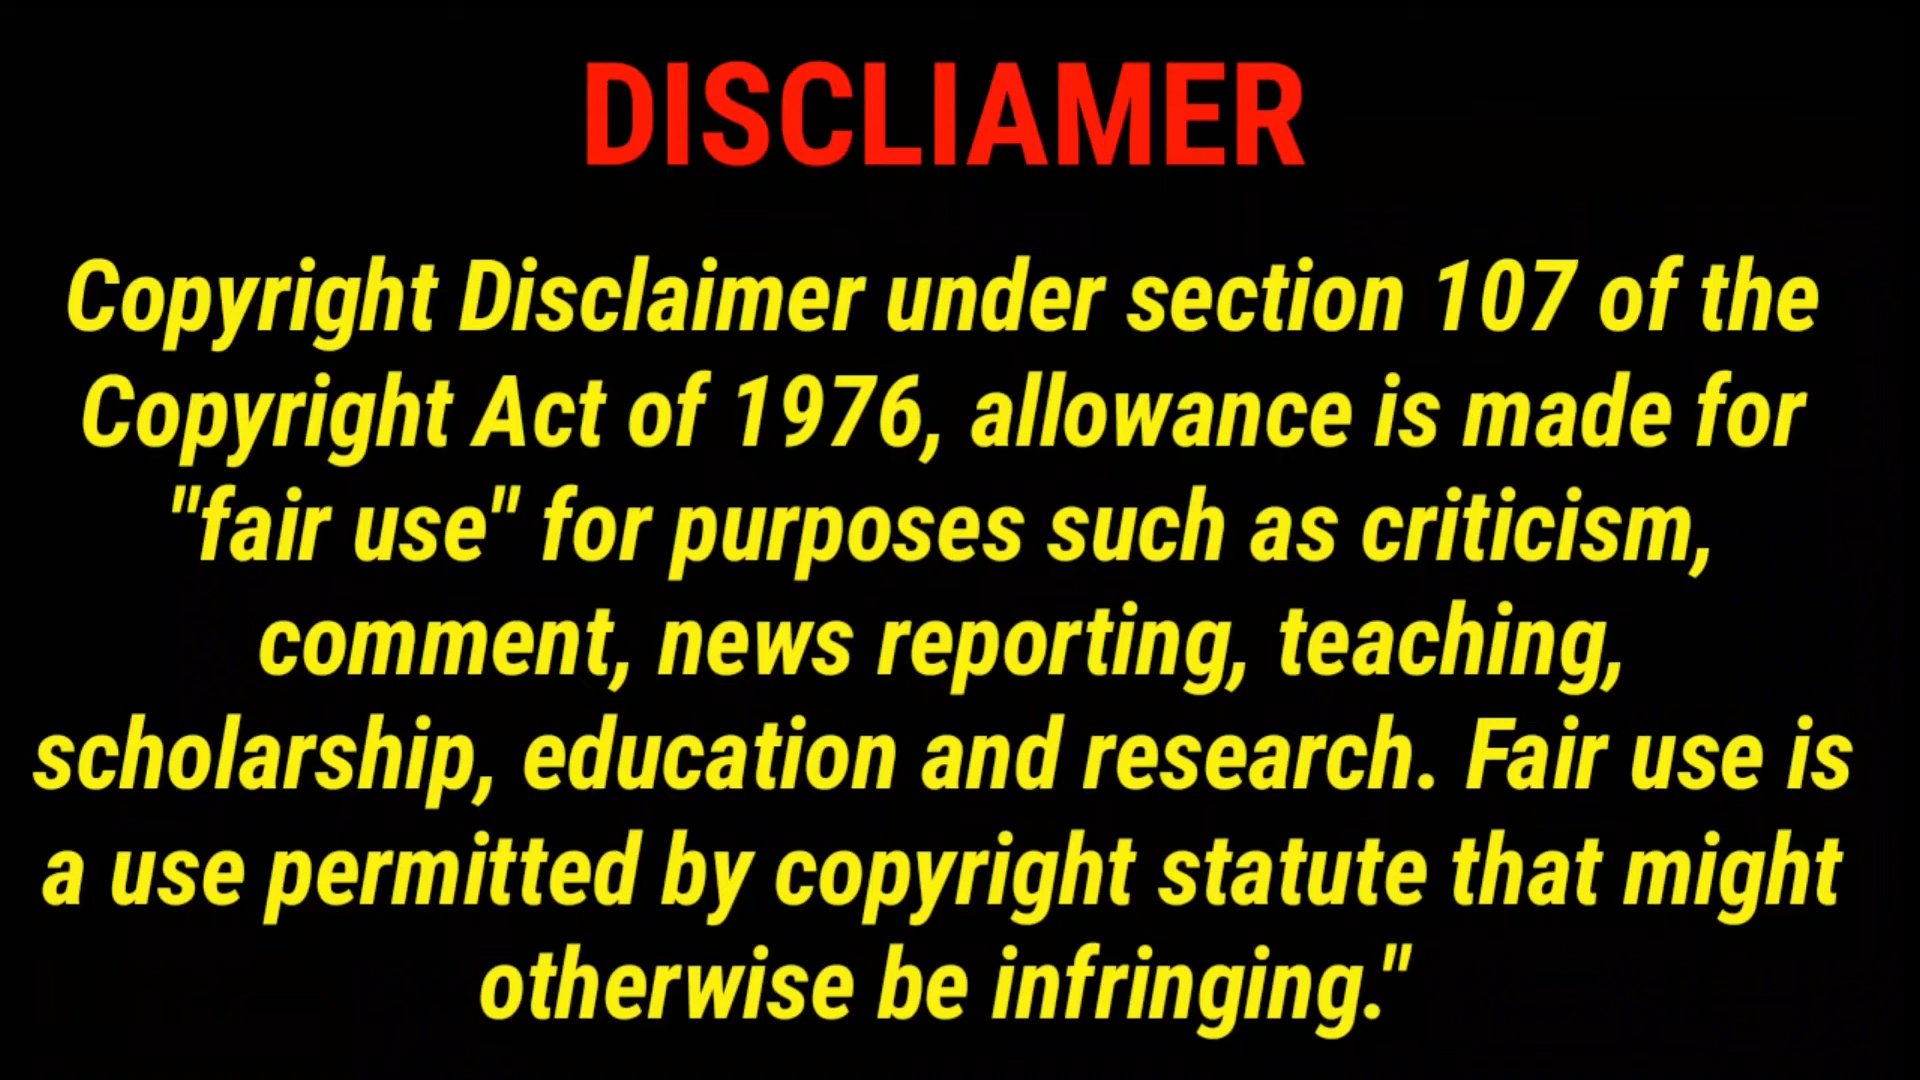 DISCLIAMER
Copyright Disclaimer under section 107 of the
Copyright Act of 1976, allowance is made for
"fair use" for purposes such as criticism,
comment, news reporting, teaching,
scholarship, education and research. Fair use is
a use permitted by copyright statute that might
otherwise be infringing."